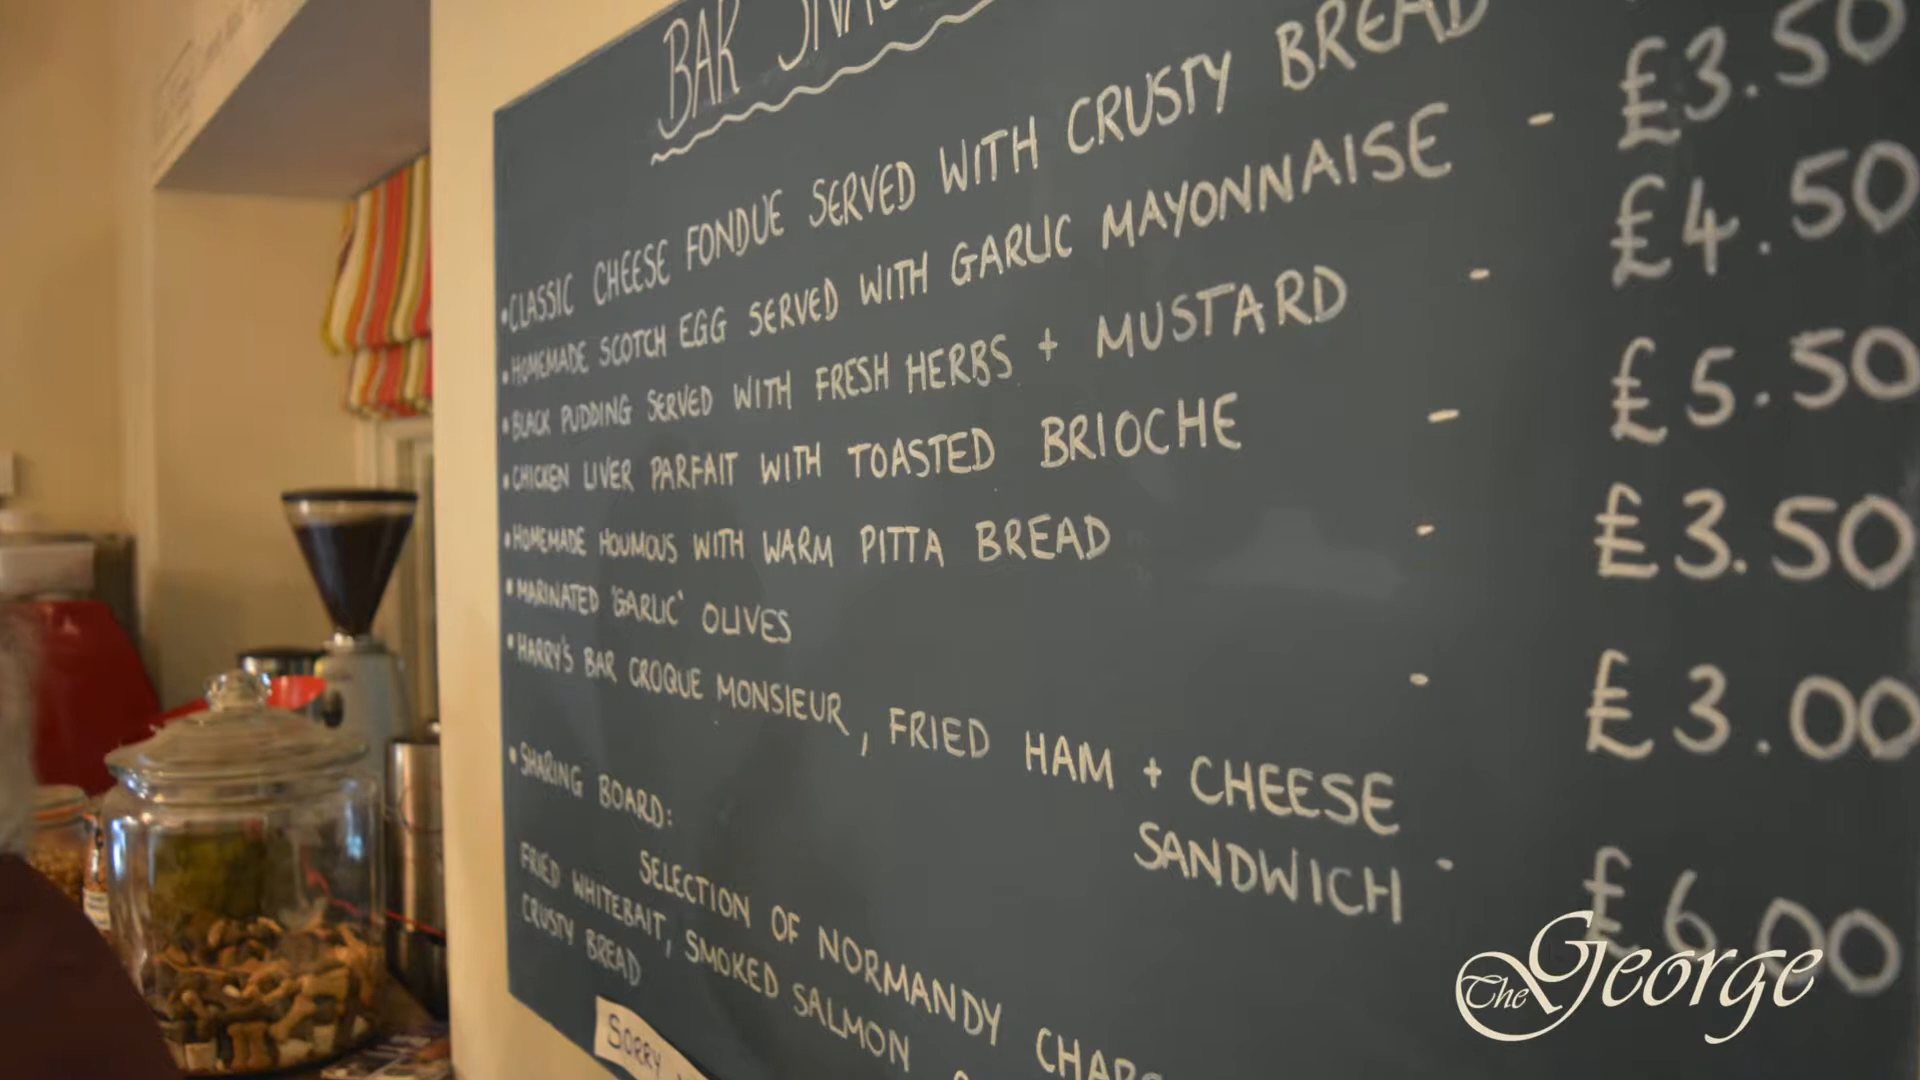 BAR
• CLASSIC CHEESE FONDUE SERVED WITH CRUSTY BREAD
• HOMEMADE SCOTCH EGG SERVED WITH GARLIC MAYONNAISE - £3.50
• BLACK PUDDING SERVED WITH FRESH HERBS + MUSTARD - £4.50
• CHICKEN LIVER PARFAIT WITH TOASTED BRIOCHE - £5.50
• HOMEMADE HOUMOUS WITH WARM PITTA BREAD - £3.50
• MARINATED 'GARLIC' OLIVES - £3.00
• HARRY'S BAR CROQUE MONSIEUR, FRIED HAM + CHEESE
SANDWICH - £6.00
• SHARING BOARD:
SELECTION OF NORMANDY
FRIED WHITEBAIT, SMOKED SALMON
CRUSTY BREAD
SORRY
The George